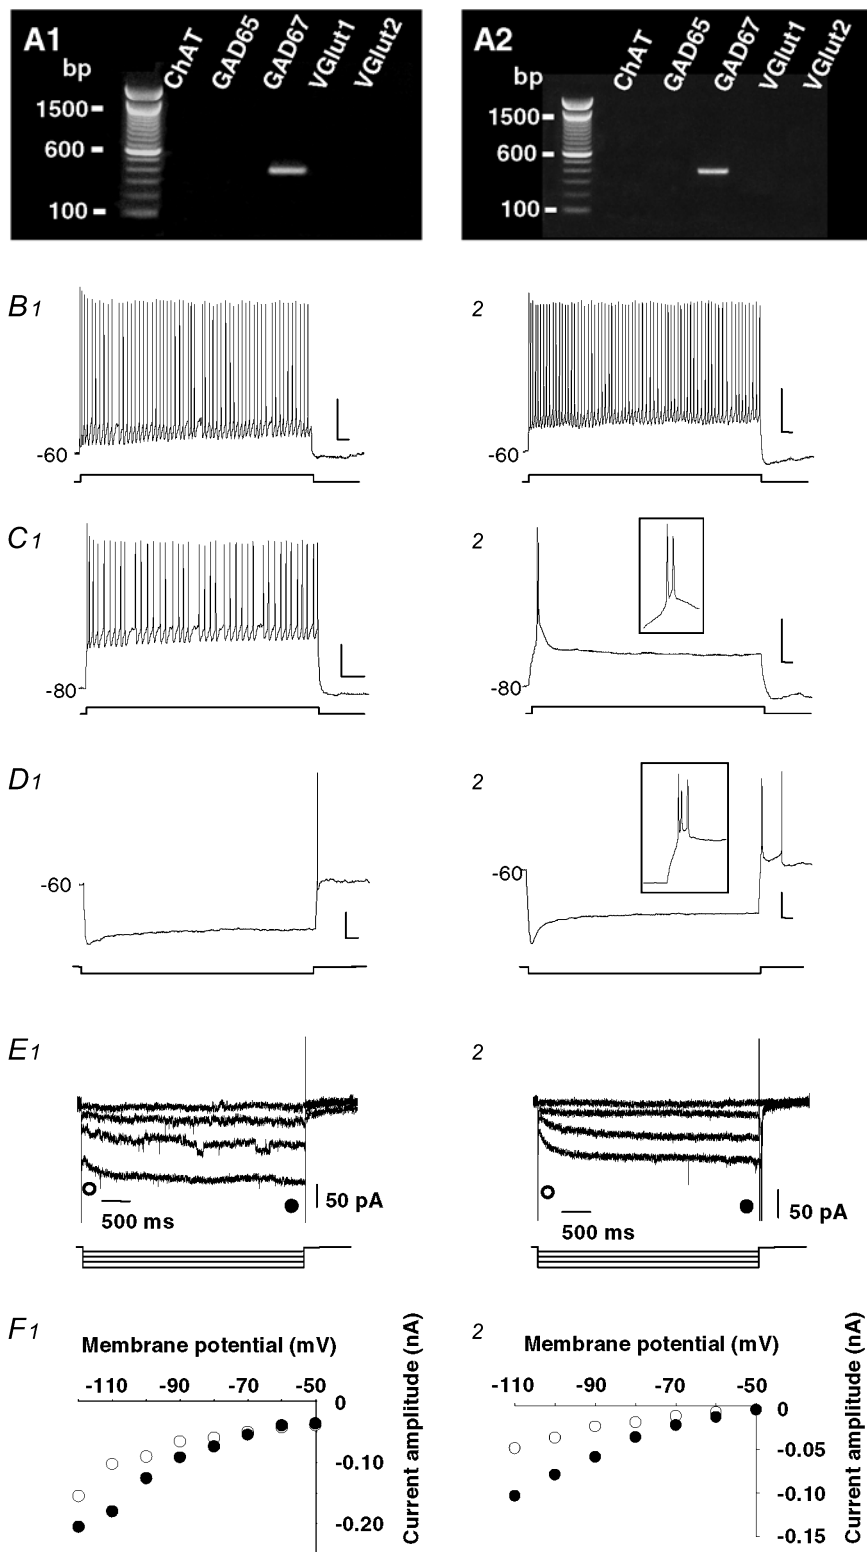 A1
bp
ChAT
GAD65
GAD67
VGlut1
VGlut2
1500
600
100
A2
bp
ChAT
GAD65
GAD67
VGlut1
VGlut2
1500
600
100
B1
-60
2
-60
C1
-80
2
-80
D1
-60
2
-60
E1
500 ms
50 pA
2
500 ms
50 pA
F1
Membrane potential (mV)
-110
-90
-70
-50
0
-0.10
-0.20
Current amplitude (nA)
2
Membrane potential (mV)
-110
-90
-70
-50
0
-0.05
-0.10
-0.15
Current amplitude (nA)